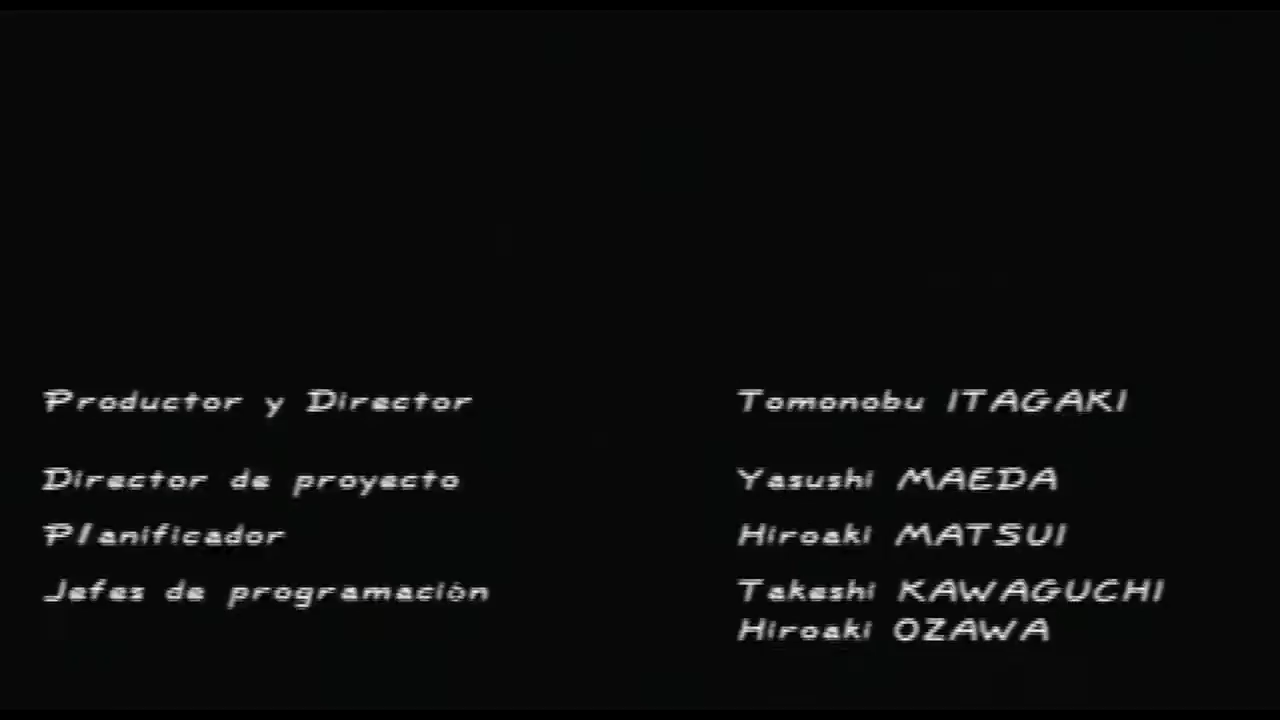 Productor y Director Tomonobu ITAGAKI
Director de proyecto Yasushi MAEDA
Planificador Hiroaki MATSUI
Jefes de programación Takeshi KAWAGUCHI
Hiroaki OZAWA